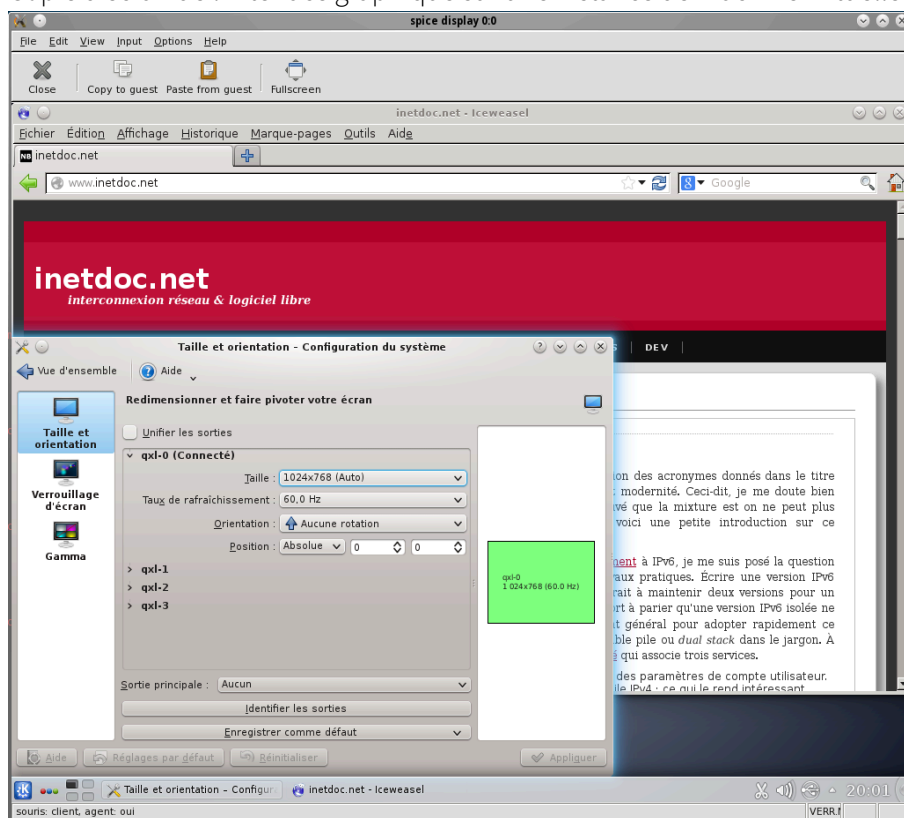 spice display 0:0
File Edit View Input Options Help
Close Copy to guest Paste from guest Fullscreen
inetdoc.net - Iceweasel
Fichier Édition Affichage Historique Marque-pages Outils Aide
inetdoc.net
www.inetdoc.net Google
inetdoc.net
interconnexion réseau & logiciel libre
DEV
Taille et orientation - Configuration du système
Vue d'ensemble Aide
Redimensionner et faire pivoter votre écran
Taille et orientation
Verrouillage d'écran
Gamma
Unifier les sorties
qxl-0 (Connecté)
Taille : 1024x768 (Auto)
Taux de rafraîchissement : 60,0 Hz
Orientation : Aucune rotation
Position : Absolue 0 0
qxl-1
qxl-2
qxl-3
qxl-0
1 024x768 (60.0 Hz)
Sortie principale : Aucun
Identifier les sorties
Enregistrer comme défaut
Aide Réglages par défaut Réinitialiser Appliquer
des acronymes donnés dans le titre
modernité. Ceci-dit, je me doute bien
que la mixture est on ne peut plus
voici une petite introduction sur ce
à IPv6, je me suis posé la question
pratiques. Écrire une version IPv6
à maintenir deux versions pour un
à parier qu'une version IPv6 isolée ne
général pour adopter rapidement ce
pile ou dual stack dans le jargon. À
qui associe trois services.
des paramètres de compte utilisateur.
IPv4 : ce qui le rend intéressant
Taille et orientation - Configur inetdoc.net - Iceweasel 20:01
souris: client, agent: oui VERR.